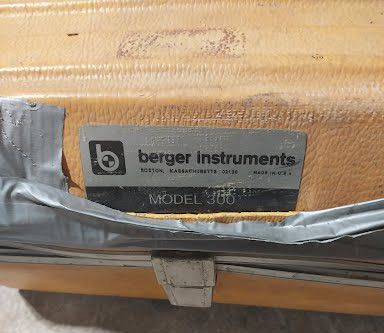 b
berger instruments
BOSTON, MASSACHUSETTS MADE IN U.S.A
MODEL 300